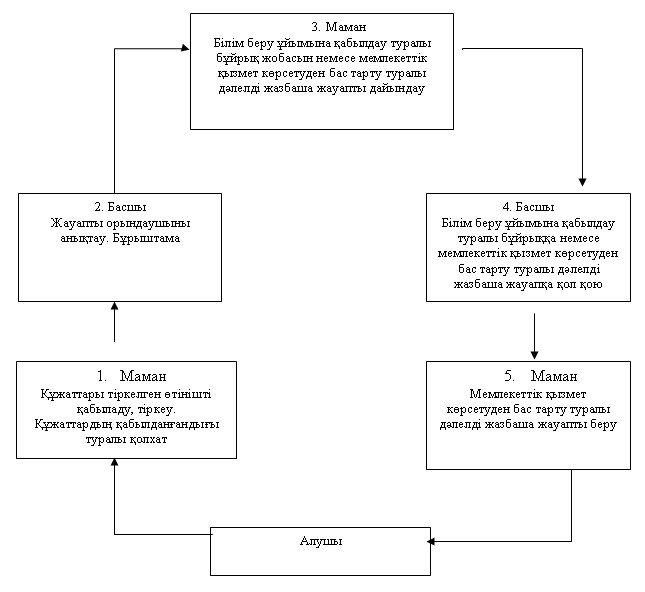 3. Маман
Білім беру ұйымына қабылдау туралы
бұйрық жобасын немесе мемлекеттік
қызмет көрсетуден бас тарту туралы
дәлелді жазбаша жауапты дайындау
2. Басшы
Жауапты орындаушыны
анықтау. Бұрыштама
4. Басшы
Білім беру ұйымына қабылдау
туралы бұйрыққа немесе
мемлекеттік қызмет көрсетуден
бас тарту туралы дәлелді
жазбаша жауапқа қол қою
1. Маман
Құжаттары тіркелген өтінішті
қабыладу, тіркеу.
Құжаттардың қабылданғандығы
туралы қолхат
5. Маман
Мемлекеттік қызмет
көрсетуден бас тарту туралы
дәлелді жазбаша жауапты беру
Алушы